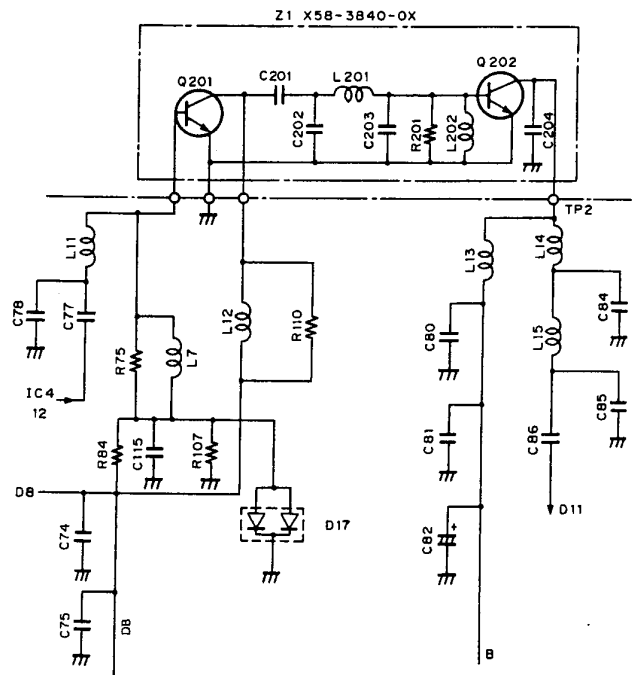 Z1 X58-3840-0X
Q201
C201
L201
Q202
C202
C203
R201
L202
C204
TP2
L11
L13
L14
C78
C77
L12
R110
C84
C80
R75
L7
L15
IC4
12
C85
C81
C86
R84
C115
R107
D8
D17
D11
C74
C82
+
C75
D8
B